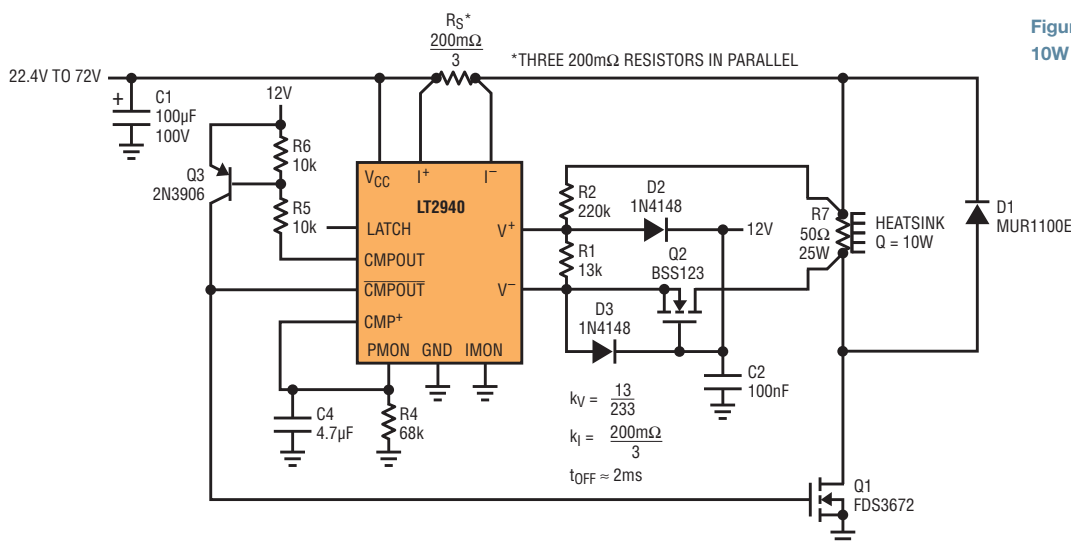 Figur
10W
RS*
200mΩ
3
*THREE 200mΩ RESISTORS IN PARALLEL
22.4V TO 72V
+
C1
100µF
100V
12V
R6
10k
Q3
2N3906
R5
10k
VCC
I+
I−
LT2940
LATCH
CMPOUT
CMPOUT
CMP+
PMON
GND
IMON
V+
V−
R2
220k
D2
1N4148
12V
R1
13k
Q2
BSS123
D3
1N4148
R7
50Ω
25W
HEATSINK
Q = 10W
D1
MUR1100E
C2
100nF
C4
4.7µF
R4
68k
kV = 13
233
kI = 200mΩ
3
tOFF ≈ 2ms
Q1
FDS3672